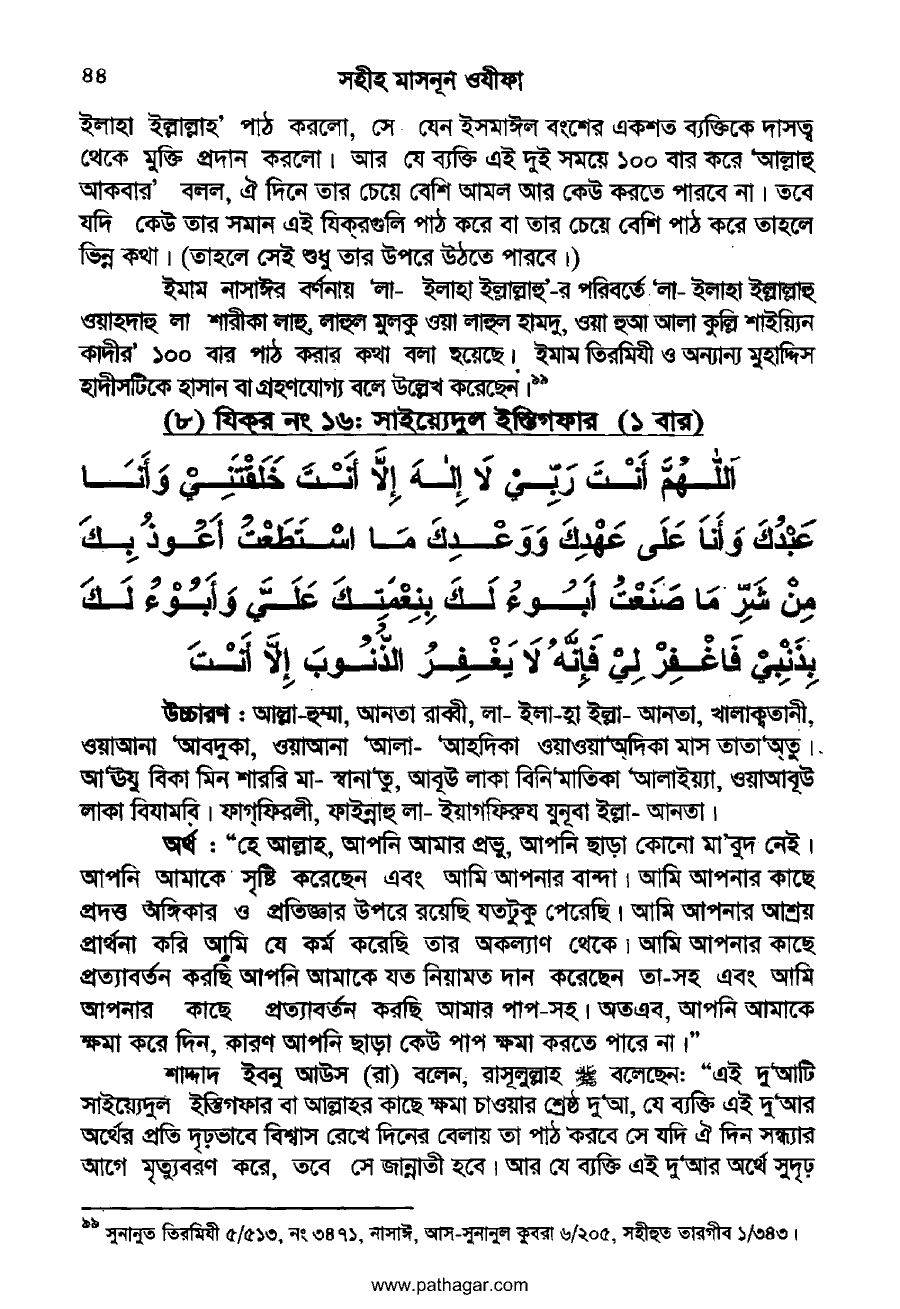 ৪৪ সহীহ মাসনূন ওযীফা
ইলাহা ইল্লাল্লাহ’ পাঠ করলো, সে যেন ইসমাঈল বংশের একশত ব্যক্তিকে দাসত্ব
থেকে মুক্তি প্রদান করলো। আর যে ব্যক্তি এই দুই সময়ে ১০০ বার করে ‘আল্লাহু
আকবার’ বলল, ঐ দিনে তার চেয়ে বেশি আমল আর কেউ করতে পারবে না। তবে
যদি কেউ তার সমান এই যিক্‌রগুলি পাঠ করে বা তার চেয়ে বেশি পাঠ করে তাহলে
ভিন্ন কথা। (তাহলে সেই শুধু তার উপরে উঠতে পারবে।)
ইমাম নাসাঈর বর্ণনায় ‘লা- ইলাহা ইল্লাল্লাহু’-র পরিবর্তে ‘লা- ইলাহা ইল্লাল্লাহু
ওয়াহদাহু লা শারীকা লাহু, লাহুল মুলকু ওয়া লাহুল হামদু, ওয়া হুআ আলা কুল্লি শাইয়্যিন
কাদীর’ ১০০ বার পাঠ করার কথা বলা হয়েছে। ইমাম তিরমিযী ও অন্যান্য মুহাদ্দিস
হাদীসটিকে হাসান বা গ্রহণযোগ্য বলে উল্লেখ করেছেন।৯৯
(৮) যিক্‌র নং ১৬: সাইয়্যেদুল ইস্তিগফার (১ বার)
اَللّٰهُمَّ أَنْتَ رَبِّيْ لَا إِلٰهَ إِلَّا أَنْتَ خَلَقْتَنِيْ وَأَنَا
عَبْدُكَ وَأَنَا عَلَى عَهْدِكَ وَوَعْدِكَ مَا اسْتَطَعْتُ أَعُوذُ بِكَ
مِنْ شَرِّ مَا صَنَعْتُ أَبُوءُ لَكَ بِنِعْمَتِكَ عَلَيَّ وَأَبُوْءُ لَكَ
بِذَنْبِيْ فَاغْفِرْ لِيْ فَإِنَّهُ لَا يَغْفِرُ الذُّنُوبَ إِلَّا أَنْتَ
উচ্চারণ : আল্লা-হুম্মা, আনতা রাব্বী, লা- ইলা-হা ইল্লা- আনতা, খালাক্বতানী,
ওয়াআনা ‘আবদুকা, ওয়াআনা ‘আলা- ‘আহদিকা ওয়াওয়া‘অ্‌দিকা মাস তাতা‘অ্‌তু।
আ‘ঊযু বিকা মিন শাররি মা- স্বানা‘তু, আবূউ লাকা বিনি‘মাতিকা ‘আলাইয়্যা, ওয়াআবূউ
লাকা বিযামবি। ফাগ্‌ফিরলী, ফাইন্নাহু লা- ইয়াগফিরুয যুনূবা ইল্লা- আনতা।
অর্থ : “হে আল্লাহ, আপনি আমার প্রভু, আপনি ছাড়া কোনো মা’বুদ নেই।
আপনি আমাকে সৃষ্টি করেছেন এবং আমি আপনার বান্দা। আমি আপনার কাছে
প্রদত্ত অঙ্গিকার ও প্রতিজ্ঞার উপরে রয়েছি যতটুকু পেরেছি। আমি আপনার আশ্রয়
প্রার্থনা করি আমি যে কর্ম করেছি তার অকল্যাণ থেকে। আমি আপনার কাছে
প্রত্যাবর্তন করছি আপনি আমাকে যত নিয়ামত দান করেছেন তা-সহ এবং আমি
আপনার কাছে প্রত্যাবর্তন করছি আমার পাপ-সহ। অতএব, আপনি আমাকে
ক্ষমা করে দিন, কারণ আপনি ছাড়া কেউ পাপ ক্ষমা করতে পারে না।”
শাদ্দাদ ইবনু আউস (রা) বলেন, রাসূলুল্লাহ ﷺ বলেছেন: “এই দু‘আটি
সাইয়্যেদুল ইস্তিগফার বা আল্লাহর কাছে ক্ষমা চাওয়ার শ্রেষ্ঠ দু‘আ, যে ব্যক্তি এই দু‘আর
অর্থের প্রতি দৃঢ়ভাবে বিশ্বাস রেখে দিনের বেলায় তা পাঠ করবে সে যদি ঐ দিন সন্ধ্যার
আগে মৃত্যুবরণ করে, তবে সে জান্নাতী হবে। আর যে ব্যক্তি এই দু‘আর অর্থে সুদৃঢ়
৯৯ সুনানুত তিরমিযী ৫/৫১৩, নং ৩৪৭১, নাসাঈ, আস-সুনানুল কুবরা ৬/২০৫, সহীহুত তারগীব ১/৩৪৩।
www.pathagar.com